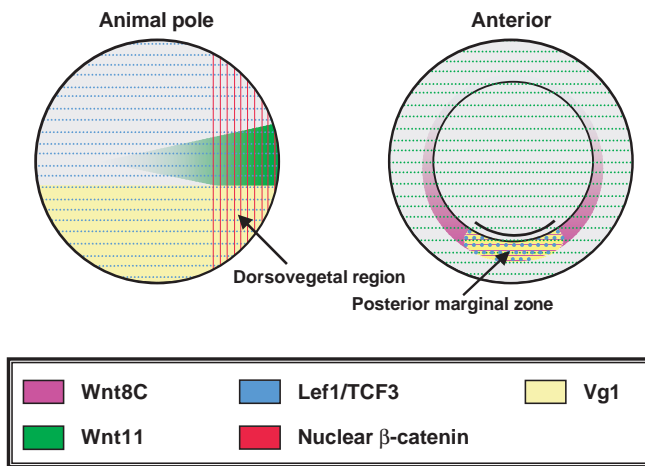 Animal pole
Anterior
Dorsovegetal region
Posterior marginal zone
Wnt8C
Lef1/TCF3
Vg1
Wnt11
Nuclear β-catenin